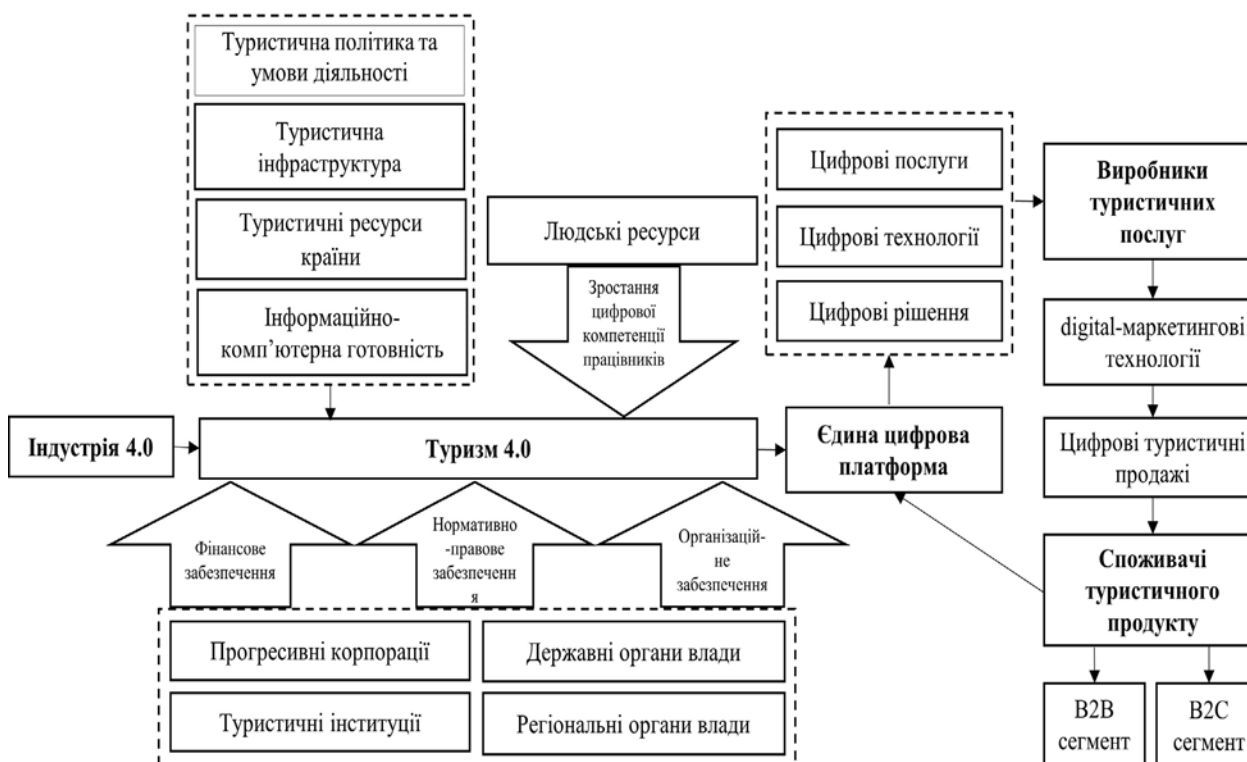 Туристична політика та
умови діяльності
Туристична
інфраструктура
Туристичні ресурси
країни
Інформаційно-
комп’ютерна готовність
Людські ресурси
Зростання
цифрової
компетенції
працівників
Цифрові послуги
Цифрові технології
Цифрові рішення
Виробники
туристичних
послуг
digital-маркетингові
технології
Цифрові туристичні
продажі
Індустрія 4.0
Туризм 4.0
Єдина цифрова
платформа
Фінансове
забезпечення
Нормативно
-правове
забезпеченн
я
Організацій-
не
забезпечення
Споживачі
туристичного
продукту
Прогресивні корпорації
Державні органи влади
Туристичні інституції
Регіональні органи влади
B2B
сегмент
B2C
сегмент